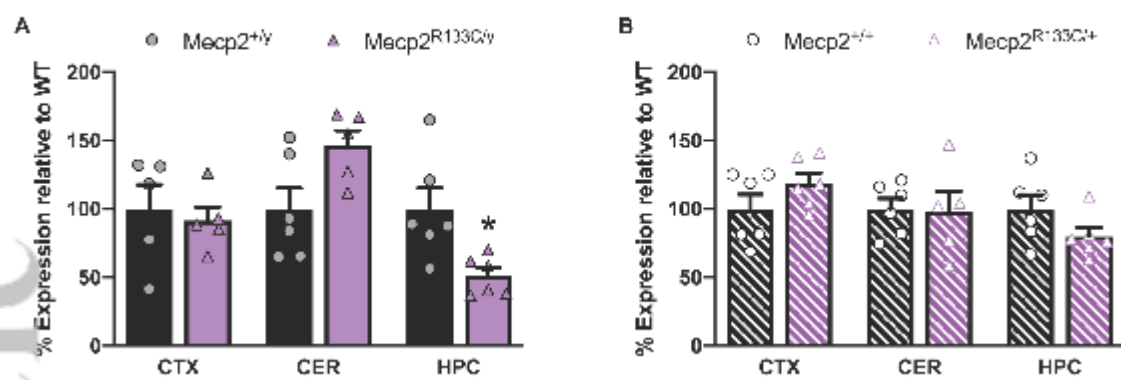 A
Mecp2+/y Mecp2R133C/y
% Expression relative to WT
200
150
100
50
0
*
CTX CER HPC
B
Mecp2+/+ Mecp2R133C/+
% Expression relative to WT
200
150
100
50
0
CTX CER HPC